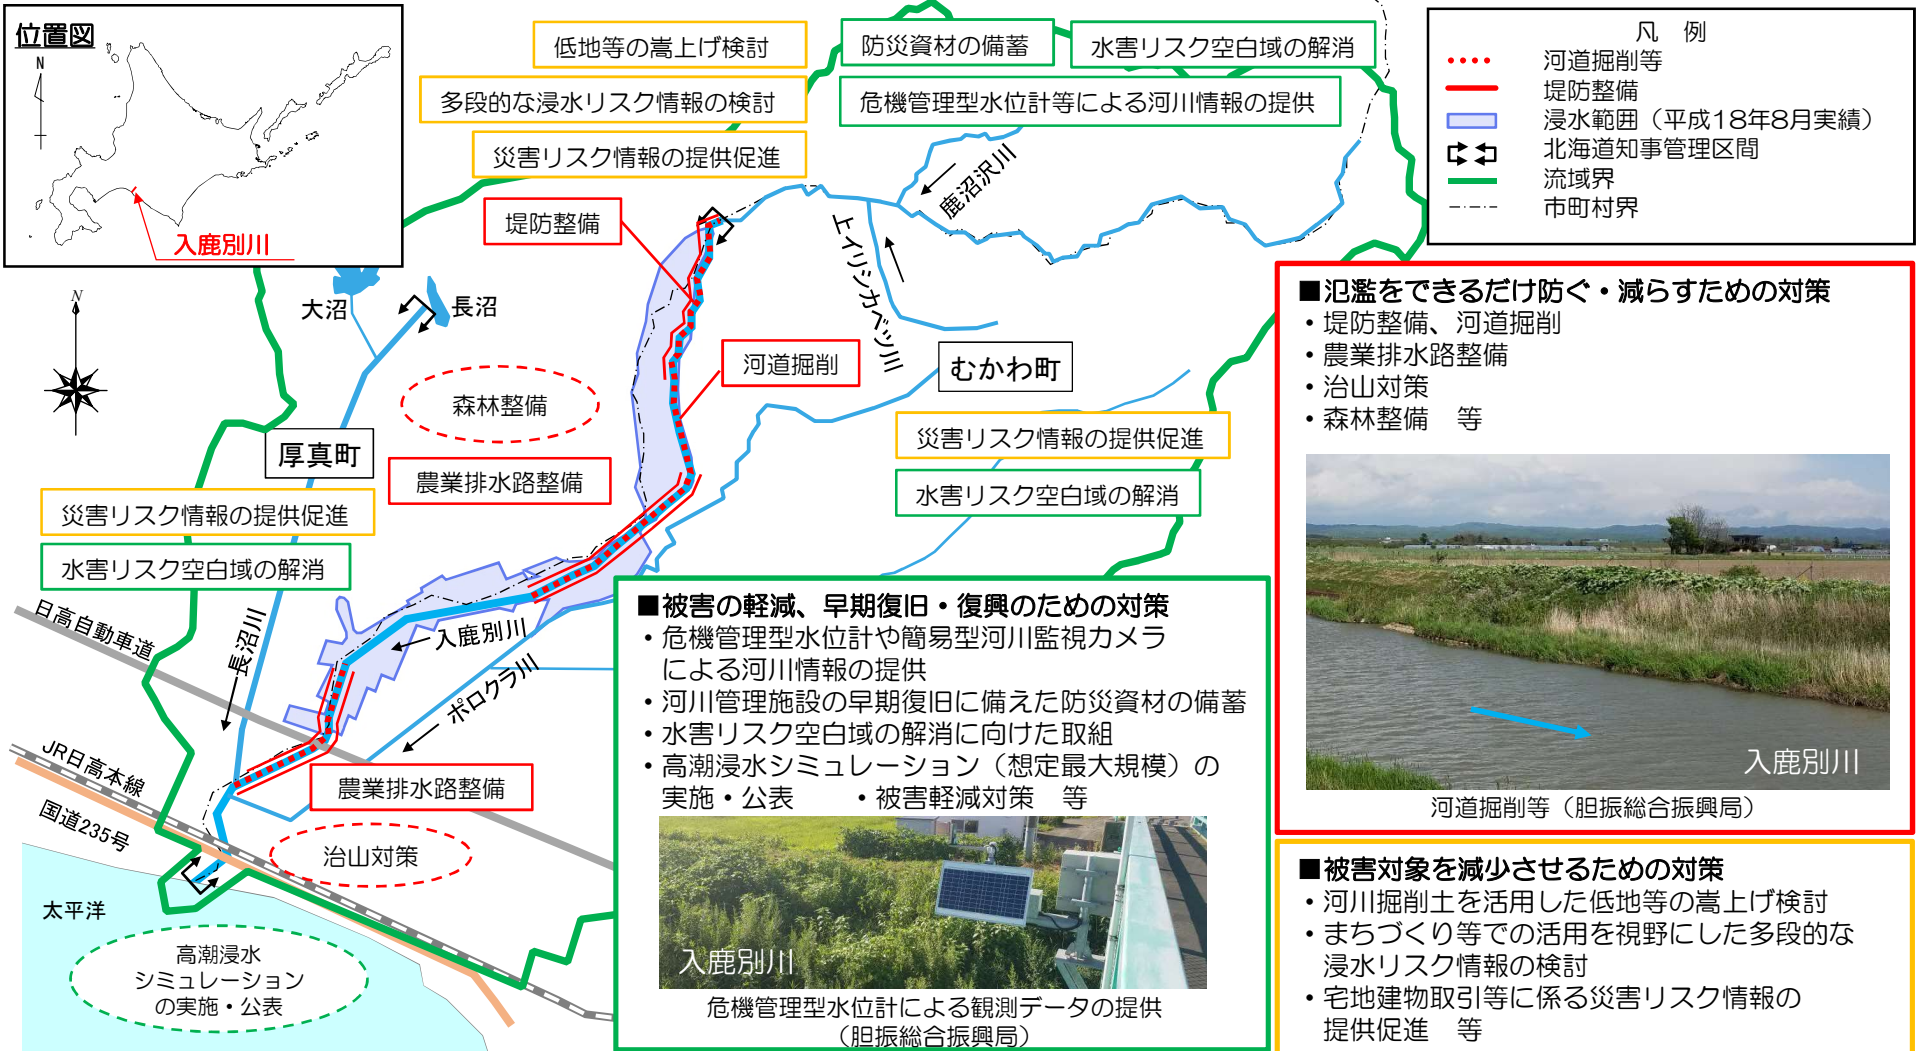 位置図
N
入鹿別川
低地等の嵩上げ検討
多段的な浸水リスク情報の検討
災害リスク情報の提供促進
防災資材の備蓄
水害リスク空白域の解消
危機管理型水位計等による河川情報の提供
凡　例
河道掘削等
堤防整備
浸水範囲（平成18年8月実績）
北海道知事管理区間
流域界
市町村界
堤防整備
鹿沼沢川
上イリシカベツ川
大沼
長沼
N
河道掘削
むかわ町
森林整備
厚真町
農業排水路整備
災害リスク情報の提供促進
水害リスク空白域の解消
災害リスク情報の提供促進
水害リスク空白域の解消
日高自動車道
長沼川
入鹿別川
ポロクラ川
JR日高本線
国道235号
農業排水路整備
治山対策
太平洋
高潮浸水
シミュレーション
の実施・公表
■被害の軽減、早期復旧・復興のための対策
・危機管理型水位計や簡易型河川監視カメラ
による河川情報の提供
・河川管理施設の早期復旧に備えた防災資材の備蓄
・水害リスク空白域の解消に向けた取組
・高潮浸水シミュレーション（想定最大規模）の
実施・公表　・被害軽減対策　等
入鹿別川
危機管理型水位計による観測データの提供
（胆振総合振興局）
■氾濫をできるだけ防ぐ・減らすための対策
・堤防整備、河道掘削
・農業排水路整備
・治山対策
・森林整備　等
入鹿別川
河道掘削等（胆振総合振興局）
■被害対象を減少させるための対策
・河川掘削土を活用した低地等の嵩上げ検討
・まちづくり等での活用を視野にした多段的な
浸水リスク情報の検討
・宅地建物取引等に係る災害リスク情報の
提供促進　等